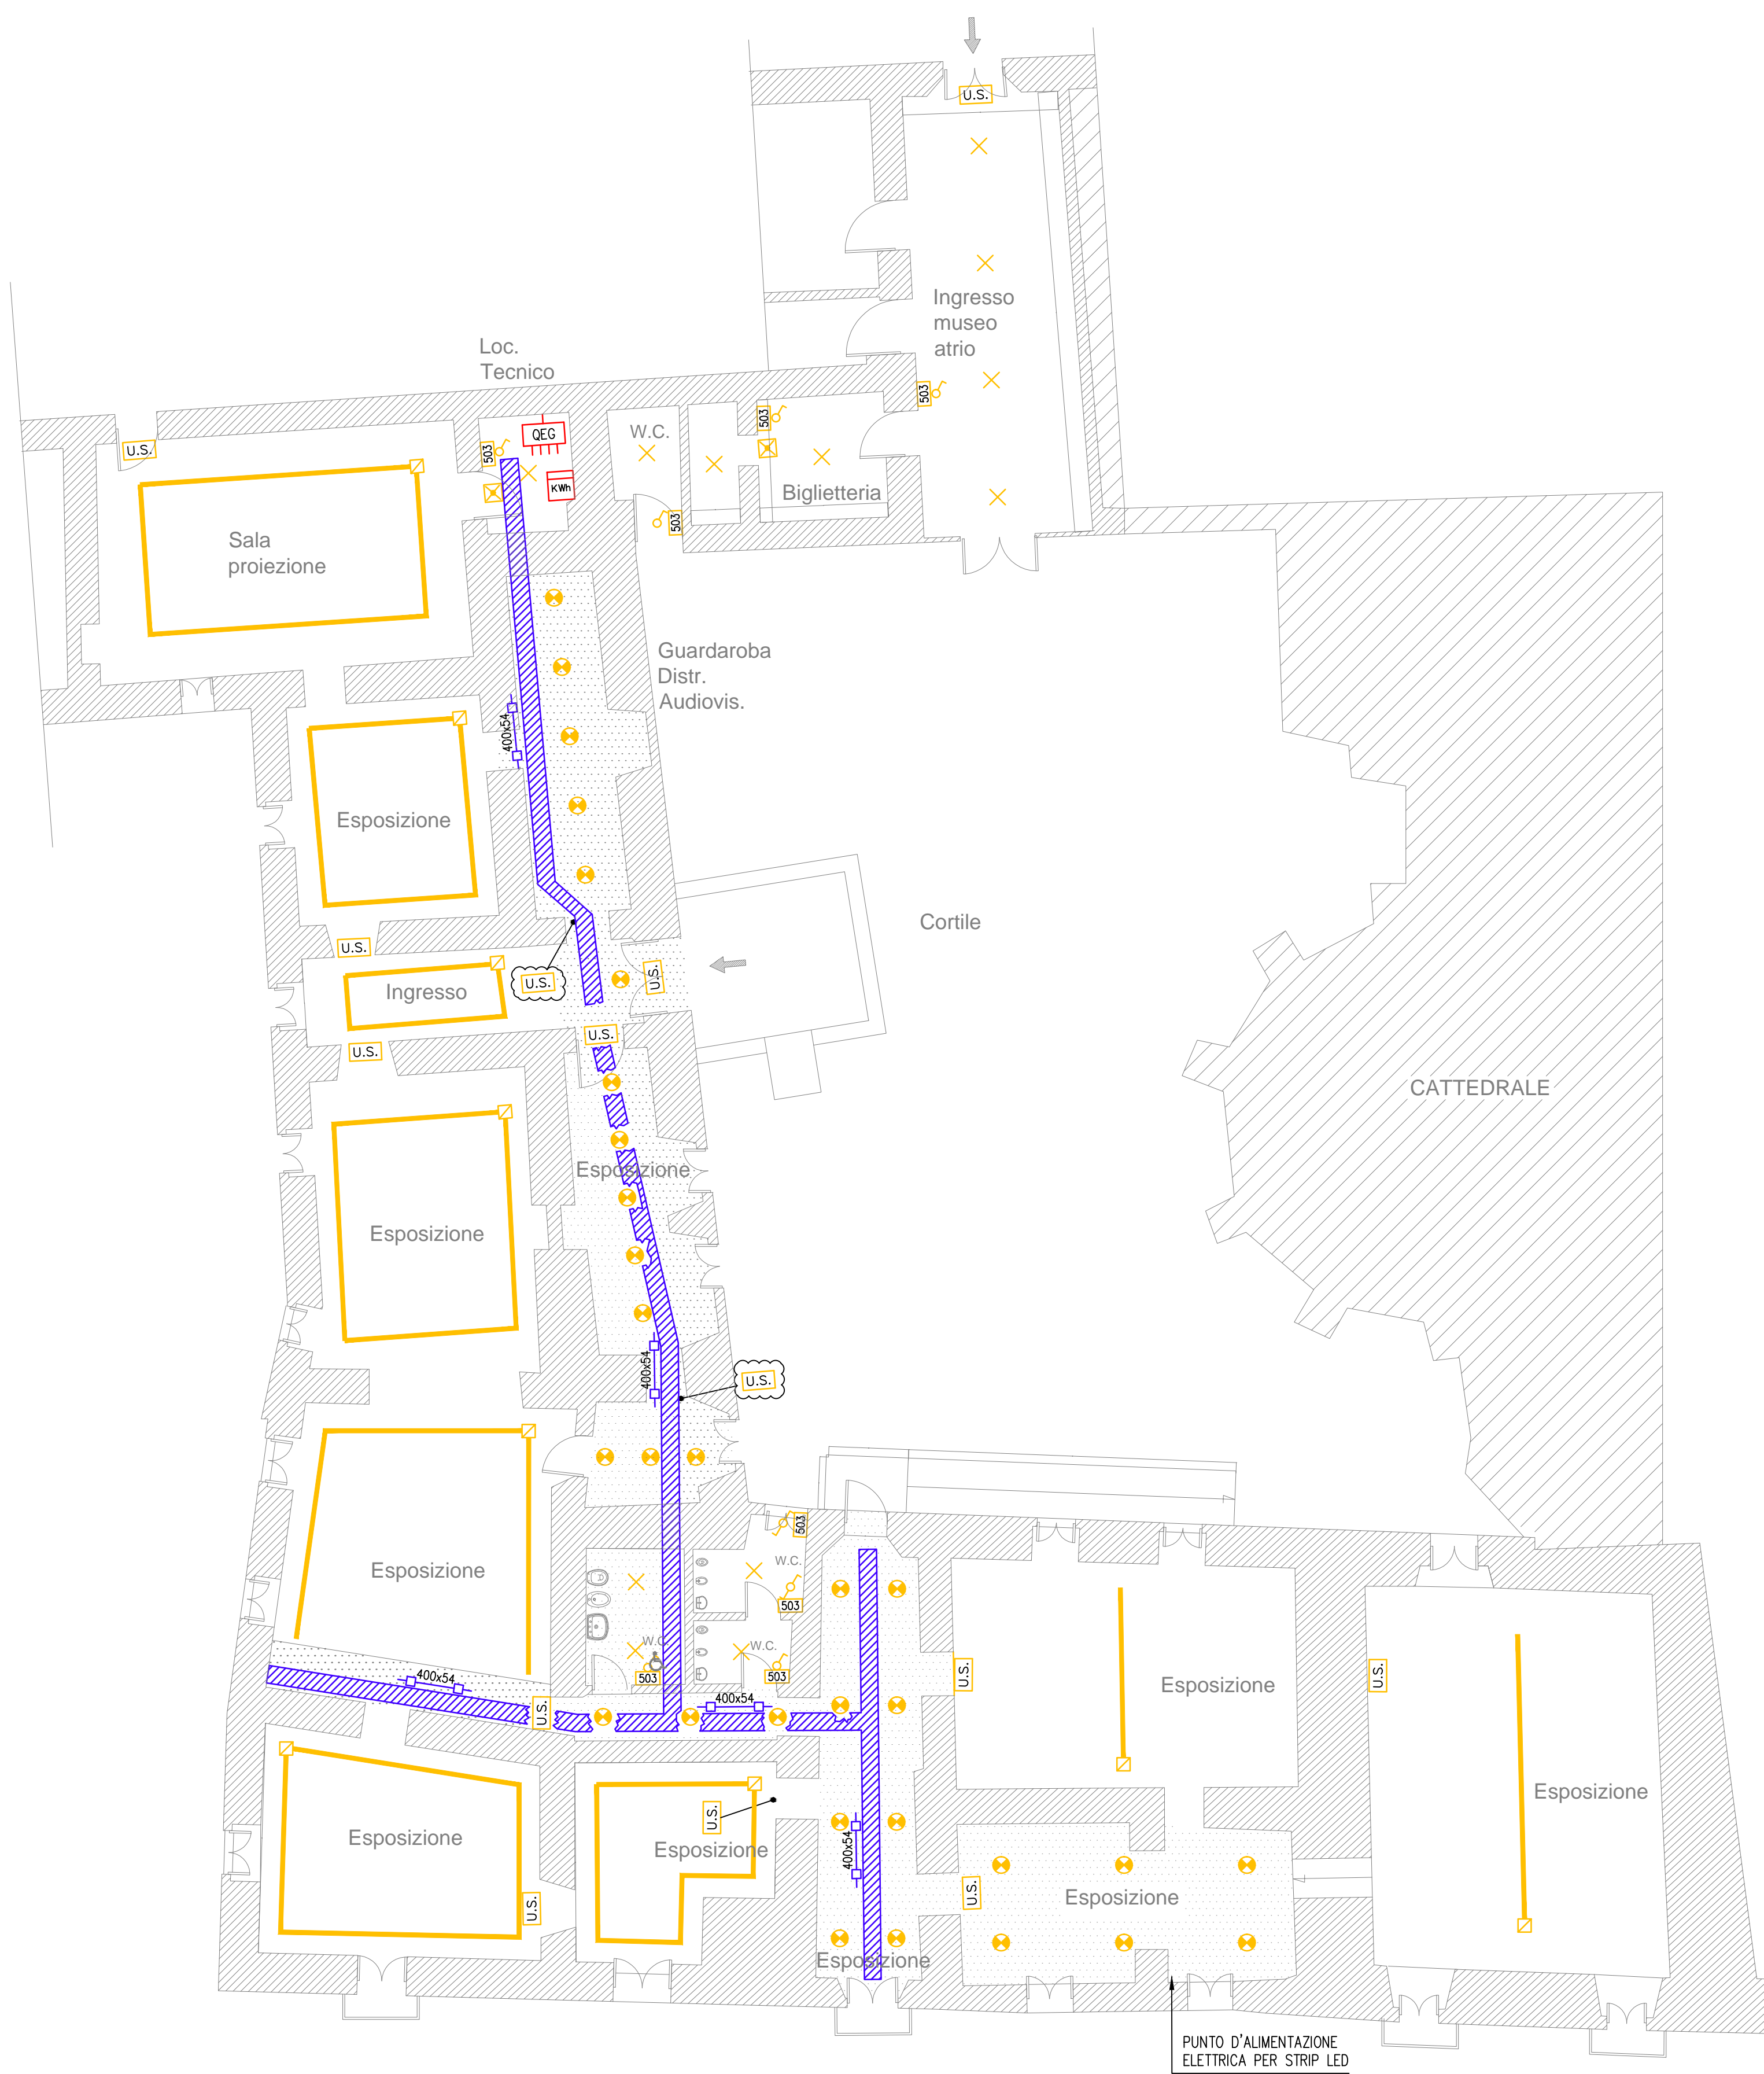 U.S.
Ingresso
museo
atrio
Loc.
Tecnico
503
503
503
QEG
KWh
503
W.C.
Biglietteria
U.S.
Sala
proiezione
Guardaroba
Distr.
Audiovis.
400x54
Esposizione
Cortile
U.S.
U.S.
U.S.
Ingresso
U.S.
U.S.
CATTEDRALE
Esposizione
Esposizione
400x54
U.S.
503
W.C.
Esposizione
503
W.C.
W.C.
503
503
400x54
400x54
U.S.
U.S.
Esposizione
U.S.
Esposizione
U.S.
Esposizione
Esposizione
400x54
U.S.
U.S.
Esposizione
Esposizione
PUNTO D'ALIMENTAZIONE
ELETTRICA PER STRIP LED